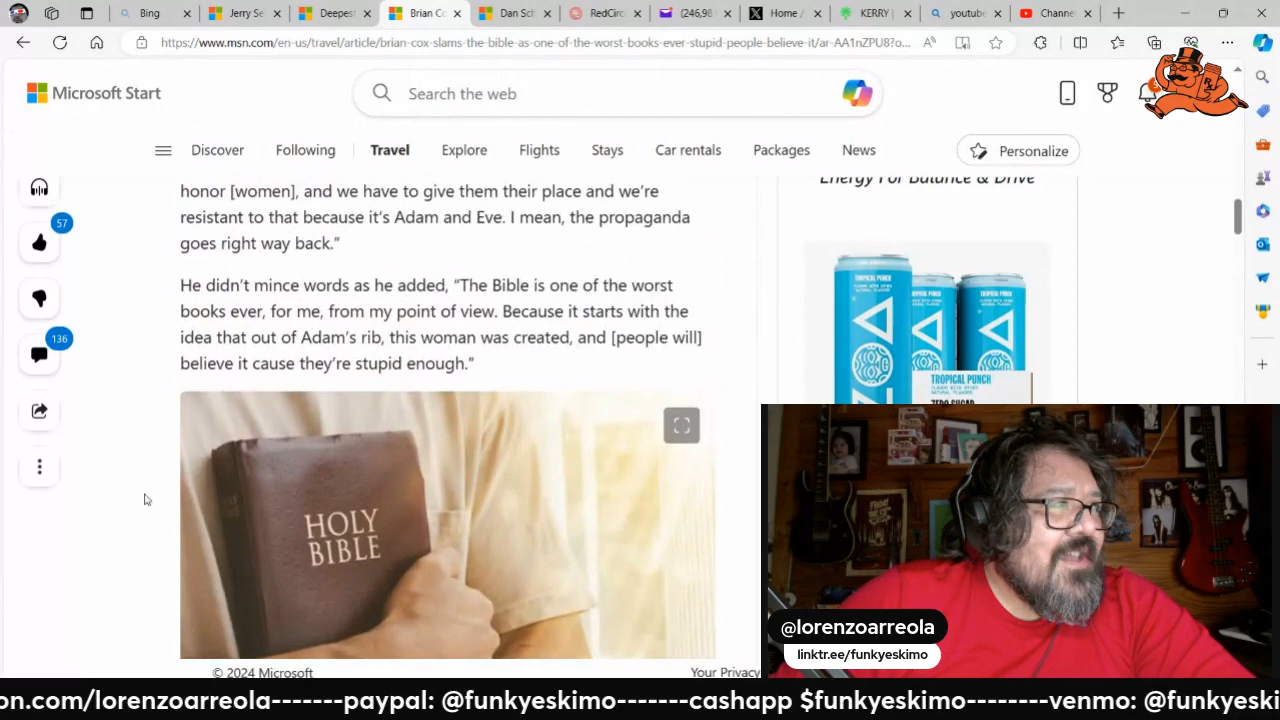 Bing
Jerry Se
Deepest
Brian Co
Dan Sch
RedCirc
(246,98
Home /
KERRY |
youtube
Channel
https://www.msn.com/en-us/travel/article/brian-cox-slams-the-bible-as-one-of-the-worst-books-ever-stupid-people-believe-it/ar-AA1nZPU8?o...
Microsoft Start
Search the web
Discover
Following
Travel
Explore
Flights
Stays
Car rentals
Packages
News
Personalize
57
136
honor [women], and we have to give them their place and we’re
resistant to that because it’s Adam and Eve. I mean, the propaganda
goes right way back.”
He didn’t mince words as he added, “The Bible is one of the worst
books ever, for me, from my point of view. Because it starts with the
idea that out of Adam’s rib, this woman was created, and [people will]
believe it cause they’re stupid enough.”
HOLY
BIBLE
Energy For Balance & Drive
TROPICAL PUNCH
TROPICAL PUNCH
ZERO SUGAR
© 2024 Microsoft
Your Privacy
@lorenzoarreola
linktr.ee/funkyeskimo
on.com/lorenzoarreola-------paypal: @funkyeskimo-------cashapp $funkyeskimo--------venmo: @funkyeski